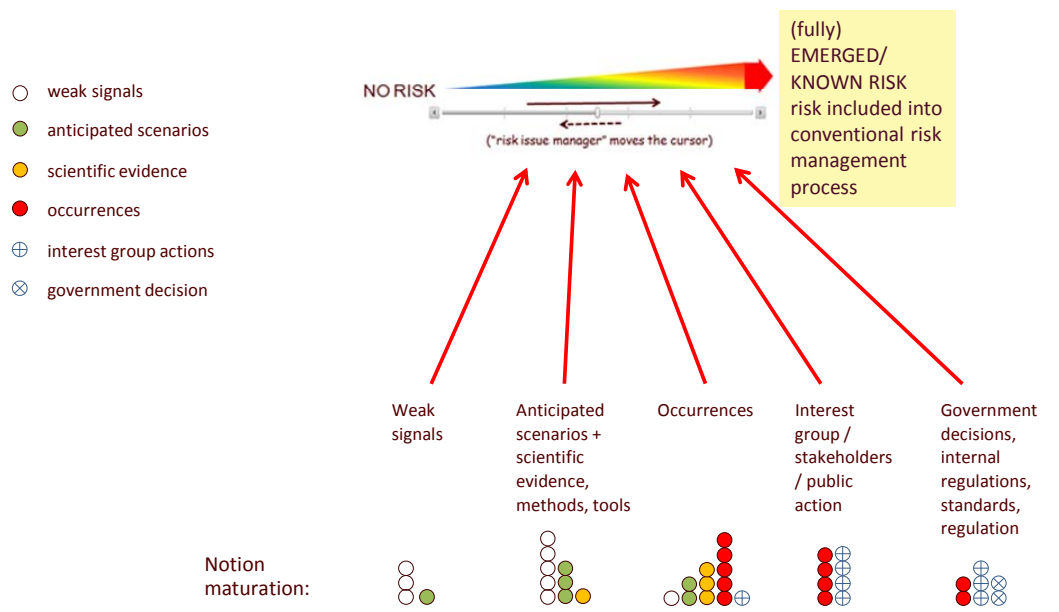 (fully)
EMERGED/
KNOWN RISK
risk included into
conventional risk
management
process
NO RISK
("risk issue manager" moves the cursor)
weak signals
anticipated scenarios
scientific evidence
occurrences
interest group actions
government decision
Weak
signals
Anticipated
scenarios +
scientific
evidence,
methods, tools
Occurrences
Interest
group /
stakeholders
/ public
action
Government
decisions,
internal
regulations,
standards,
regulation
Notion
maturation: